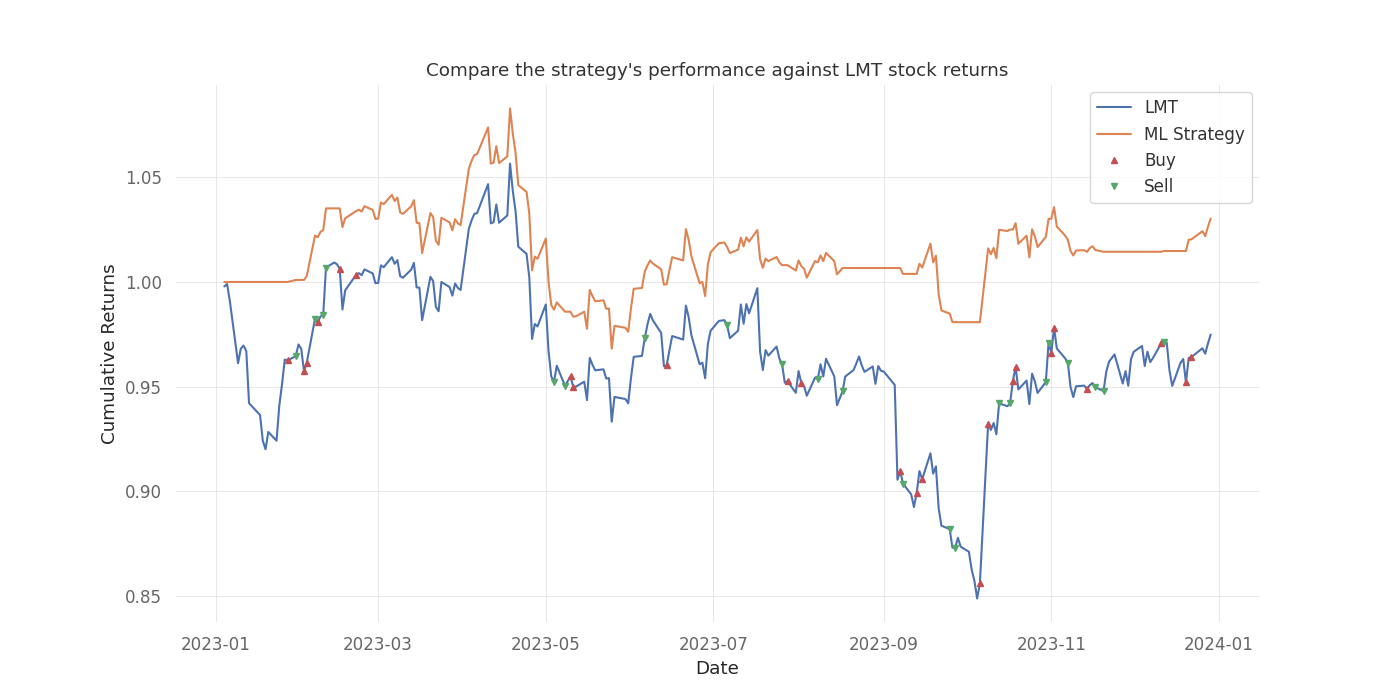 Compare the strategy's performance against LMT stock returns
LMT
ML Strategy
Buy
Sell
Cumulative Returns
1.05
1.00
0.95
0.90
0.85
2023-01 2023-03 2023-05 2023-07 2023-09 2023-11 2024-01
Date